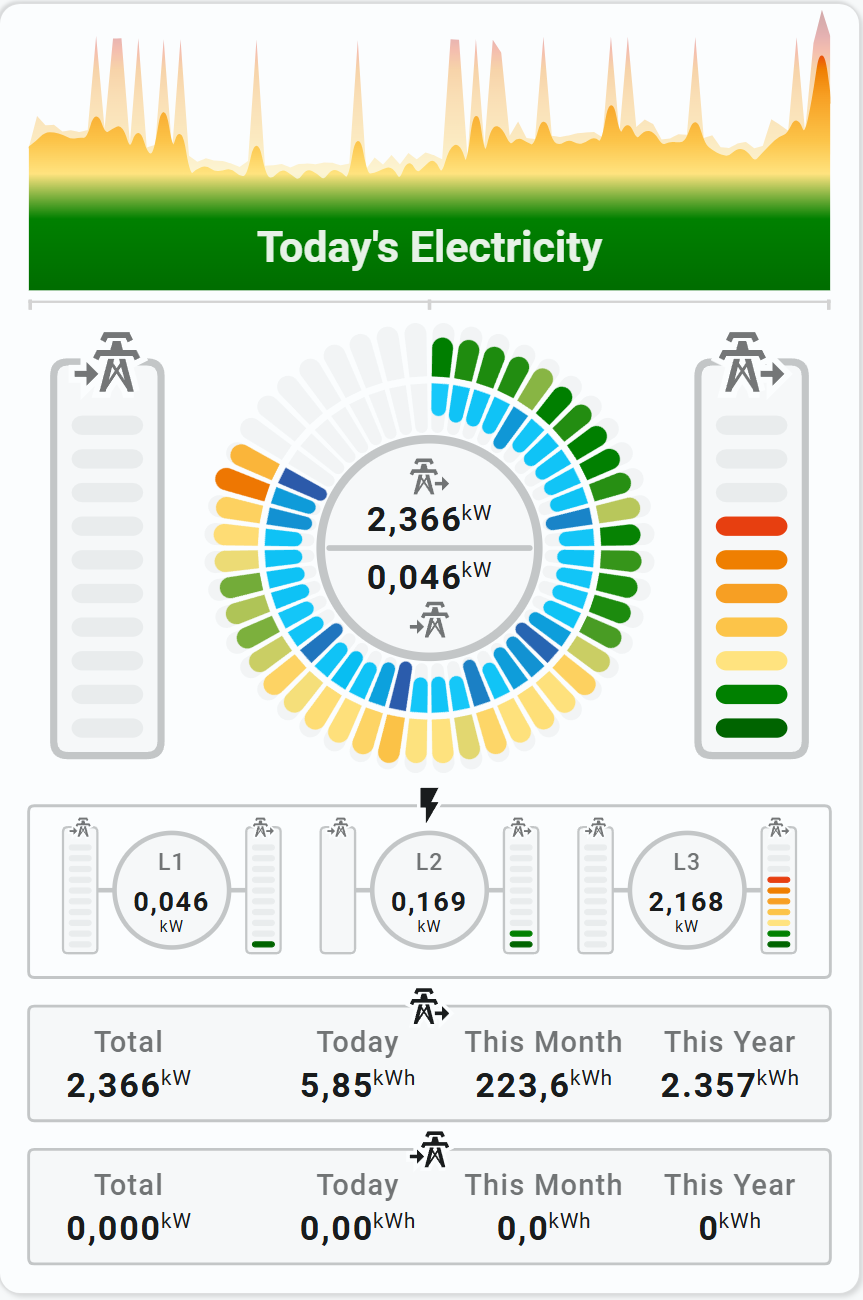 Today's Electricity
2,366kW
0,046kW
L1
0,046
kW
L2
0,169
kW
L3
2,168
kW
Total Today This Month This Year
2,366kW 5,85kWh 223,6kWh 2.357kWh
Total Today This Month This Year
0,000kW 0,00kWh 0,0kWh 0kWh